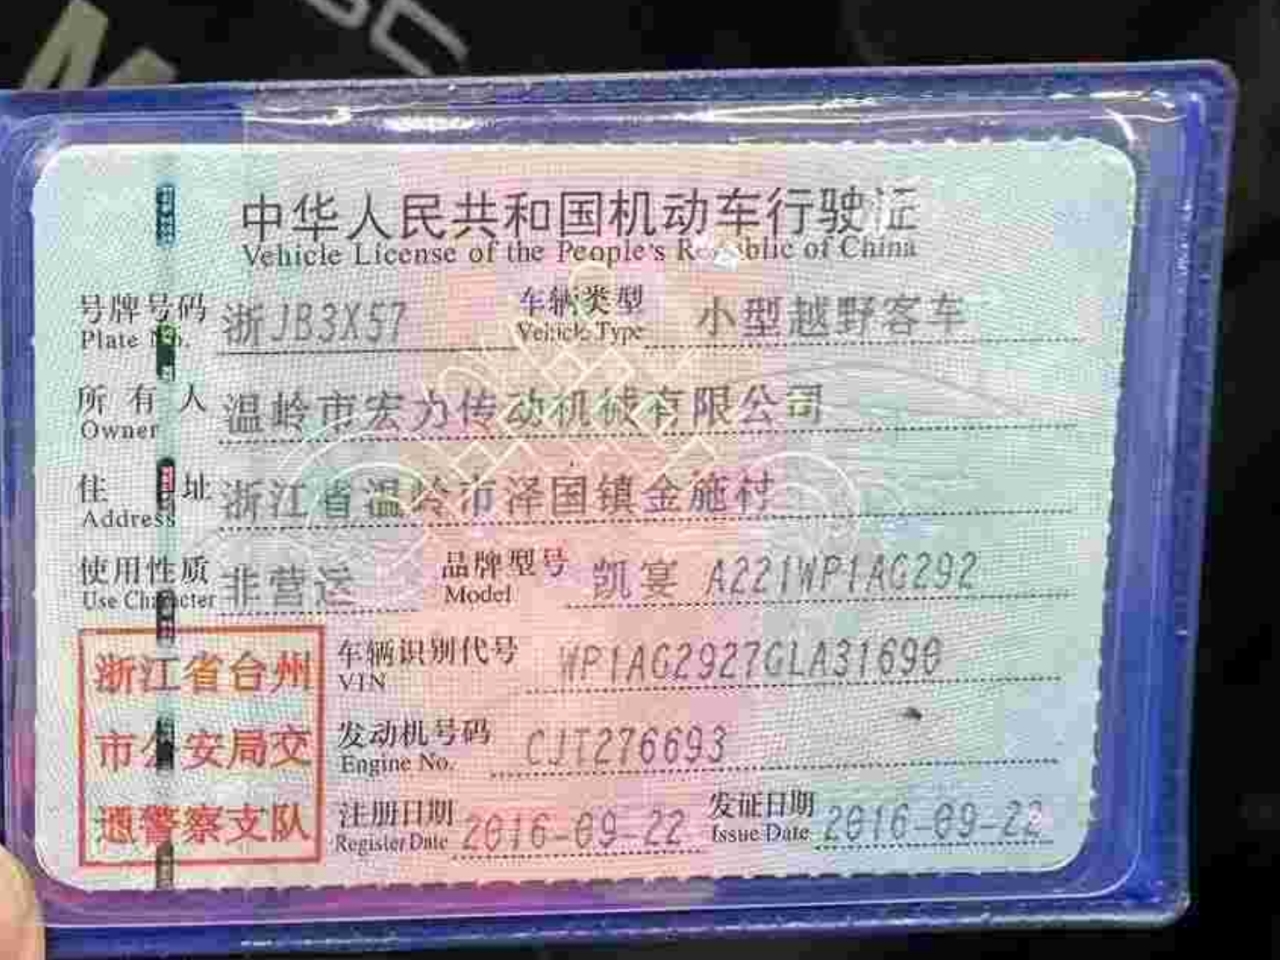 中华人民共和国机动车行驶证
Vehicle License of the People's Republic of China
号牌号码 浙JB3X57 车辆类型 小型越野客车
Plate No. Vehicle Type
所有人 温岭市宏力传动机械有限公司
Owner
住址 浙江省温岭市泽国镇金施村
Address
使用性质 非营运 品牌型号 凯宴 A221WP1AG292
Use Character Model
浙江省台州
市公安局交
通警察支队
车辆识别代号 WP1AG2927GLA31690
VIN
发动机号码 CJT276693
Engine No.
注册日期 2016-09-22 发证日期 2016-09-22
Register Date Issue Date